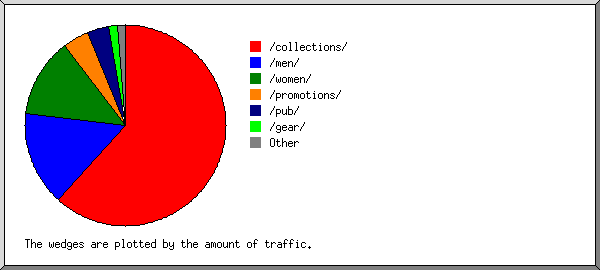 /collections/
/men/
/women/
/promotions/
/pub/
/gear/
Other
The wedges are plotted by the amount of traffic.